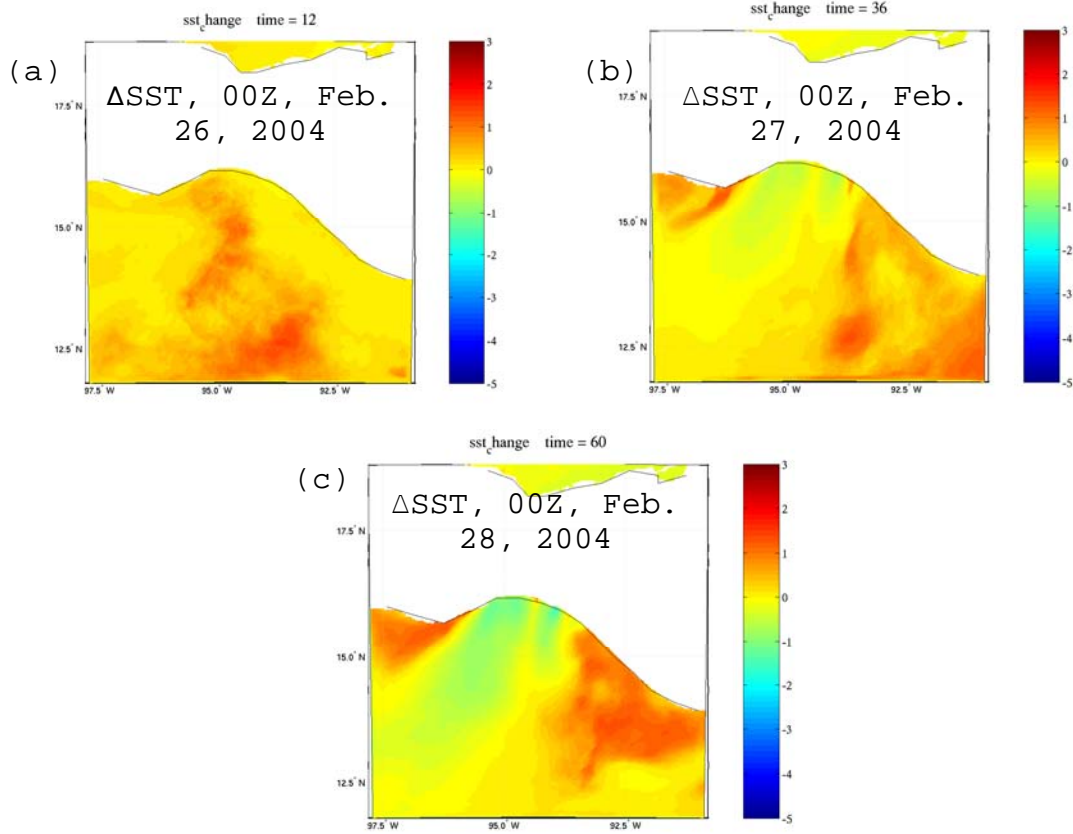 sst_change time = 12
(a)
ΔSST, 00Z, Feb.
26, 2004
17.5° N
15.0° N
12.5° N
97.5° W
95.0° W
92.5° W
3
2
1
0
-1
-2
-3
-4
-5
sst_change time = 36
(b)
ΔSST, 00Z, Feb.
27, 2004
17.5° N
15.0° N
12.5° N
97.5° W
95.0° W
92.5° W
3
2
1
0
-1
-2
-3
-4
-5
sst_change time = 60
(c)
ΔSST, 00Z, Feb.
28, 2004
17.5° N
15.0° N
12.5° N
97.5° W
95.0° W
92.5° W
3
2
1
0
-1
-2
-3
-4
-5